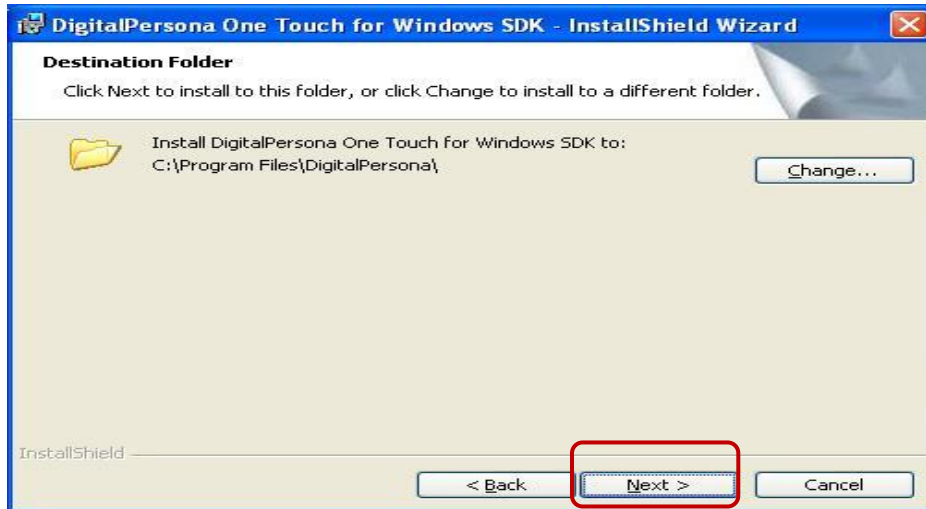 DigitalPersona One Touch for Windows SDK - InstallShield Wizard
Destination Folder
Click Next to install to this folder, or click Change to install to a different folder.
Install DigitalPersona One Touch for Windows SDK to:
C:\Program Files\DigitalPersona\
Change...
InstallShield
< Back Next > Cancel